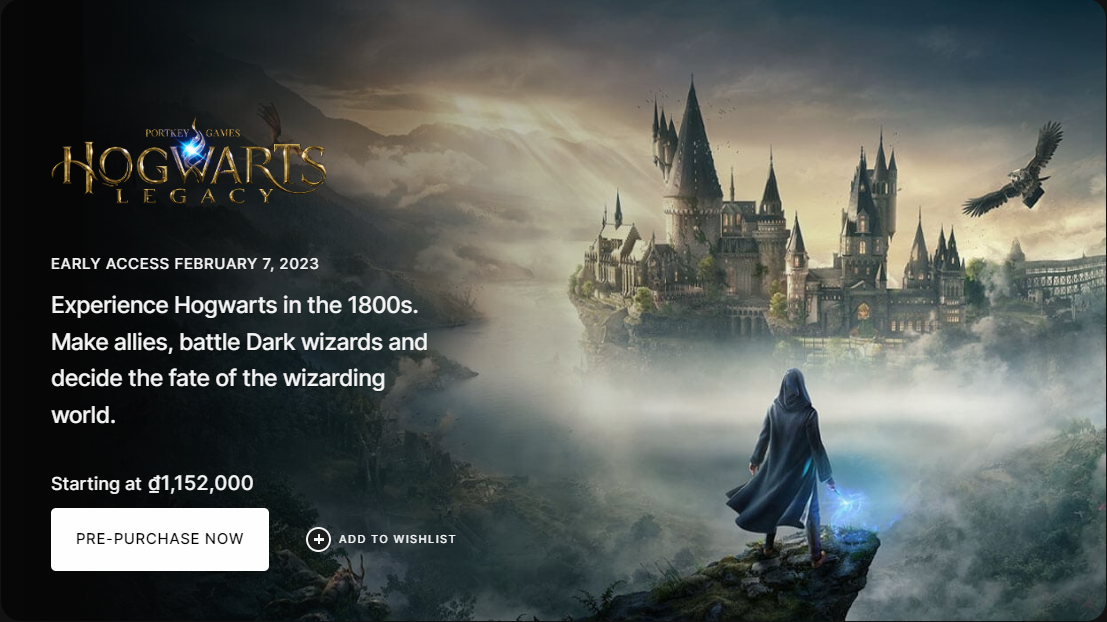 PORTKEY GAMES
HOGWARTS
LEGACY
EARLY ACCESS FEBRUARY 7, 2023
Experience Hogwarts in the 1800s.
Make allies, battle Dark wizards and
decide the fate of the wizarding
world.
Starting at ₫1,152,000
PRE-PURCHASE NOW
ADD TO WISHLIST